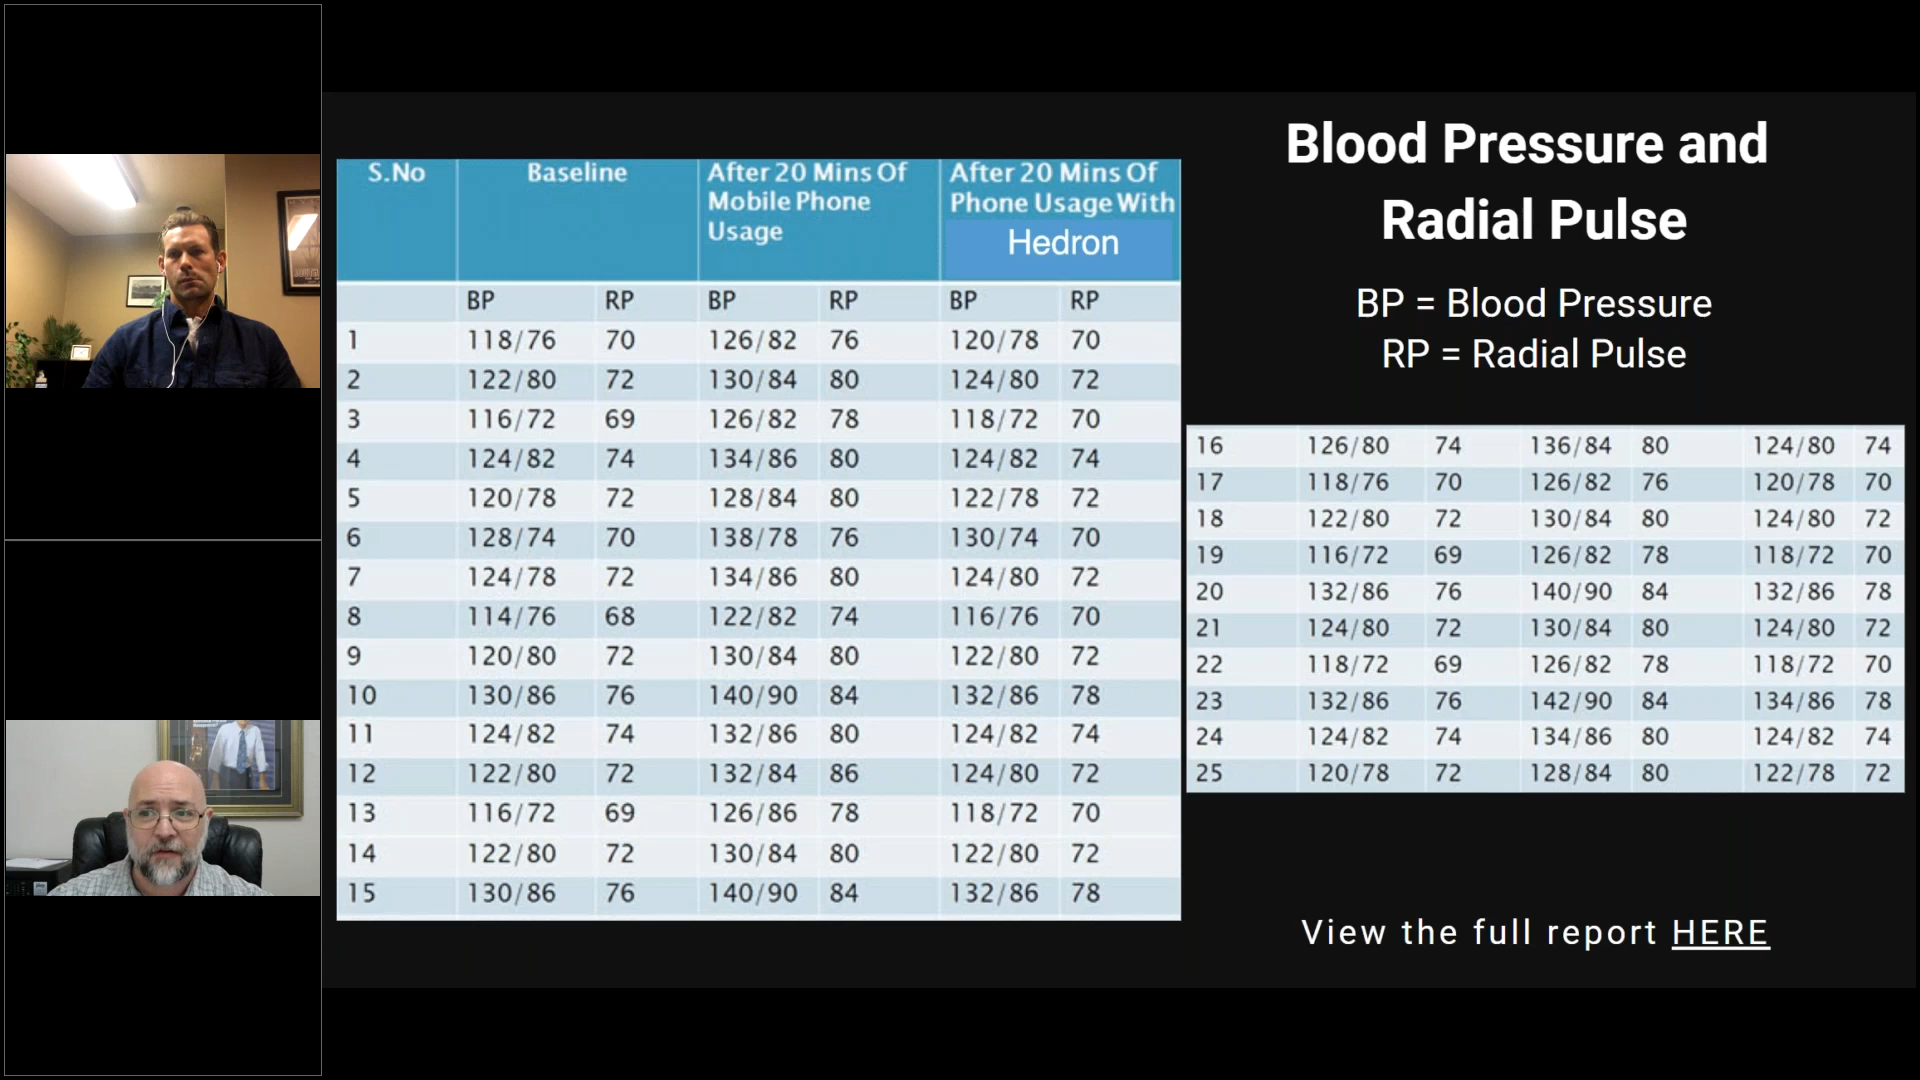 S.No Baseline After 20 Mins Of Mobile Phone Usage After 20 Mins Of Phone Usage With Hedron
BP RP BP RP BP RP
1 118/76 70 126/82 76 120/78 70
2 122/80 72 130/84 80 124/80 72
3 116/72 69 126/82 78 118/72 70
4 124/82 74 134/86 80 124/82 74
5 120/78 72 128/84 80 122/78 72
6 128/74 70 138/78 76 130/74 70
7 124/78 72 134/86 80 124/80 72
8 114/76 68 122/82 74 116/76 70
9 120/80 72 130/84 80 122/80 72
10 130/86 76 140/90 84 132/86 78
11 124/82 74 132/86 80 124/82 74
12 122/80 72 132/84 86 124/80 72
13 116/72 69 126/86 78 118/72 70
14 122/80 72 130/84 80 122/80 72
15 130/86 76 140/90 84 132/86 78
Blood Pressure and
Radial Pulse
BP = Blood Pressure
RP = Radial Pulse
16 126/80 74 136/84 80 124/80 74
17 118/76 70 126/82 76 120/78 70
18 122/80 72 130/84 80 124/80 72
19 116/72 69 126/82 78 118/72 70
20 132/86 76 140/90 84 132/86 78
21 124/80 72 130/84 80 124/80 72
22 118/72 69 126/82 78 118/72 70
23 132/86 76 142/90 84 134/86 78
24 124/82 74 134/86 80 124/82 74
25 120/78 72 128/84 80 122/78 72
View the full report HERE